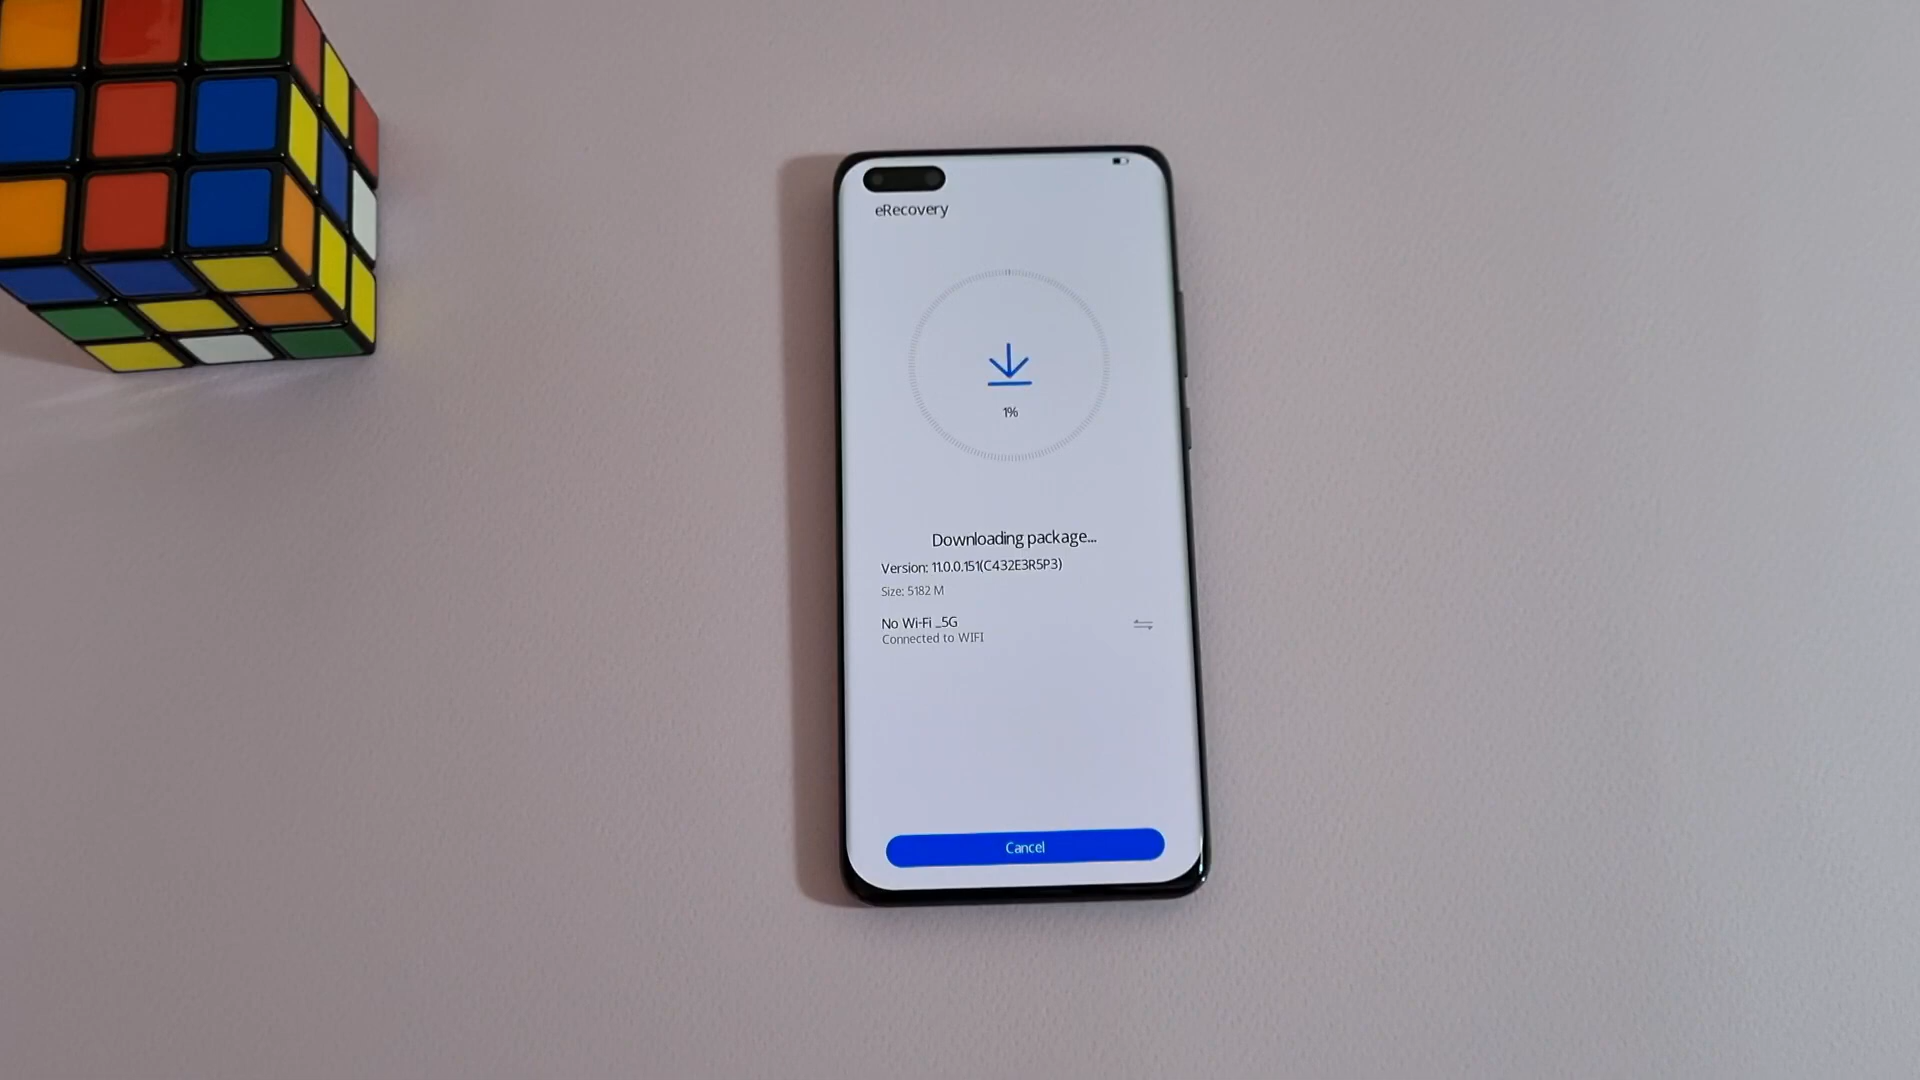 eRecovery
1%
Downloading package...
Version: 11.0.0.151(C432E3R5P3)
Size: 5182 M
No Wi-Fi _5G
Connected to WIFI
Cancel